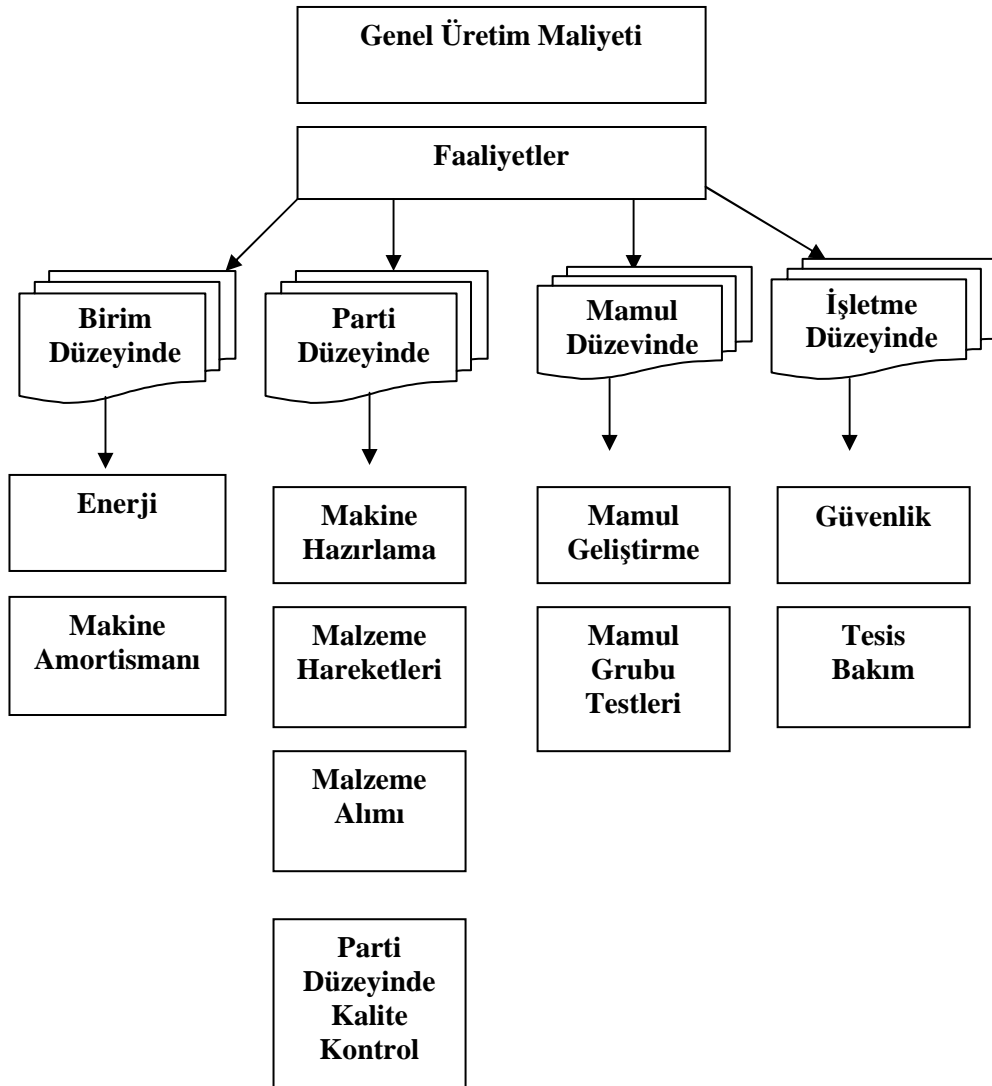 Genel Üretim Maliyeti
Faaliyetler
Birim
Düzeyinde
Parti
Düzeyinde
Mamul
Düzevinde
İşletme
Düzeyinde
Enerji
Makine
Amortismanı
Makine
Hazırlama
Malzeme
Hareketleri
Malzeme
Alımı
Parti
Düzeyinde
Kalite
Kontrol
Mamul
Geliştirme
Mamul
Grubu
Testleri
Güvenlik
Tesis
Bakım